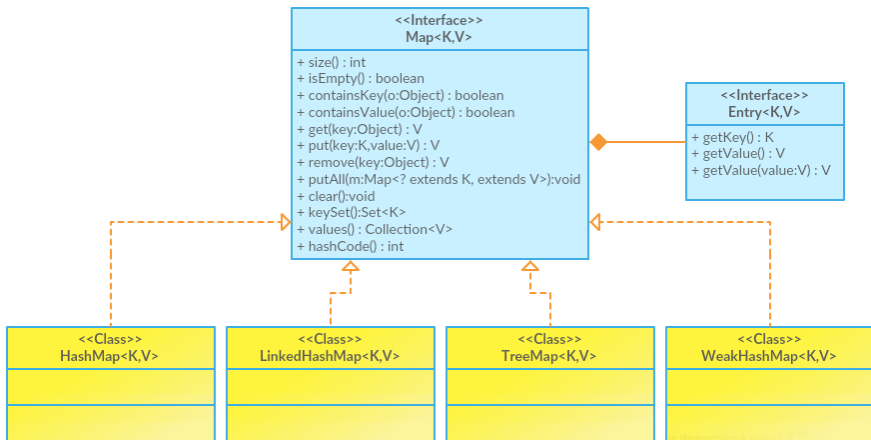 <<Interface>>
Map<K,V>
+ size() : int
+ isEmpty() : boolean
+ containsKey(o:Object) : boolean
+ containsValue(o:Object) : boolean
+ get(key:Object) : V
+ put(key:K,value:V) : V
+ remove(key:Object) : V
+ putAll(m:Map<? extends K, extends V>):void
+ clear():void
+ keySet():Set<K>
+ values() : Collection<V>
+ hashCode() : int
<<Interface>>
Entry<K,V>
+ getKey() : K
+ getValue() : V
+ getValue(value:V) : V
<<Class>>
HashMap<K,V>
<<Class>>
LinkedHashMap<K,V>
<<Class>>
TreeMap<K,V>
<<Class>>
WeakHashMap<K,V>